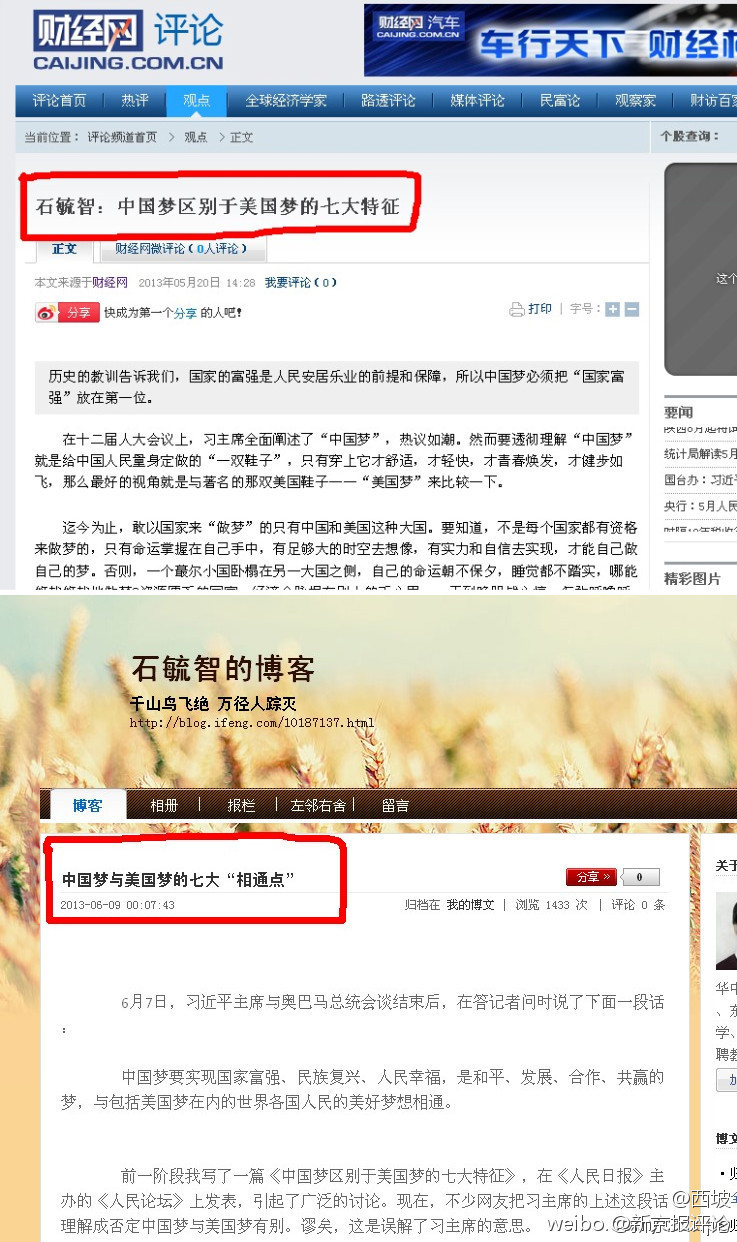 财经网 评论
CAIJING.COM.CN
财经网 汽车
CAIJING.COM.CN
车行天下 财经
评论首页 热评 观点 全球经济学家 路透评论 媒体评论 民富论 观察家 财访百
当前位置： 评论频道首页 > 观点 > 正文
个股查询：
石毓智：中国梦区别于美国梦的七大特征
正文 财经网微评论（0人评论）
本文来源于财经网 2013年05月20日 14:28 我要评论（0）
分享 快成为第一个分享 的人吧！
打印 | 字号：
这个
历史的教训告诉我们，国家的富强是人民安居乐业的前提和保障，所以中国梦必须把“国家富
强”放在第一位。
要闻
统计局解读5月
国台办：习近平
央行：5月人民
精彩图片
在十二届人大会议上，习主席全面阐述了“中国梦”，热议如潮。然而要透彻理解“中国梦”
就是给中国人民量身定做的“一双鞋子”，只有穿上它才舒适，才轻快，才青春焕发，才健步如
飞，那么最好的视角就是与著名的那双美国鞋子——“美国梦”来比较一下。
迄今为止，敢以国家来“做梦”的只有中国和美国这种大国。要知道，不是每个国家都有资格
来做梦的，只有命运掌握在自己手中，有足够大的时空去想像，有实力和自信去实现，才能自己做
自己的梦。否则，一个蕞尔小国卧榻在另一大国之侧，自己的命运朝不保夕，睡觉都不踏实，哪能
石毓智的博客
千山鸟飞绝 万径人踪灭
http://blog.ifeng.com/10187137.html
博客 相册 | 报栏 | 左邻右舍 | 留言
中国梦与美国梦的七大“相通点”
分享 » 0
2013-06-09 00:07:43
归档在 我的博文 | 浏览 1433 次 | 评论 0 条
关于
华中
、东
学、
聘教
加
博文
6月7日，习近平主席与奥巴马总统会谈结束后，在答记者问时说了下面一段话
：
中国梦要实现国家富强、民族复兴、人民幸福，是和平、发展、合作、共赢的
梦，与包括美国梦在内的世界各国人民的美好梦想相通。
前一阶段我写了一篇《中国梦区别于美国梦的七大特征》，在《人民日报》主
办的《人民论坛》上发表，引起了广泛的讨论。现在，不少网友把习主席的上述这段话
理解成否定中国梦与美国梦有别。谬矣，这是误解了习主席的意思。
@西坡
weibo.@新京报评论